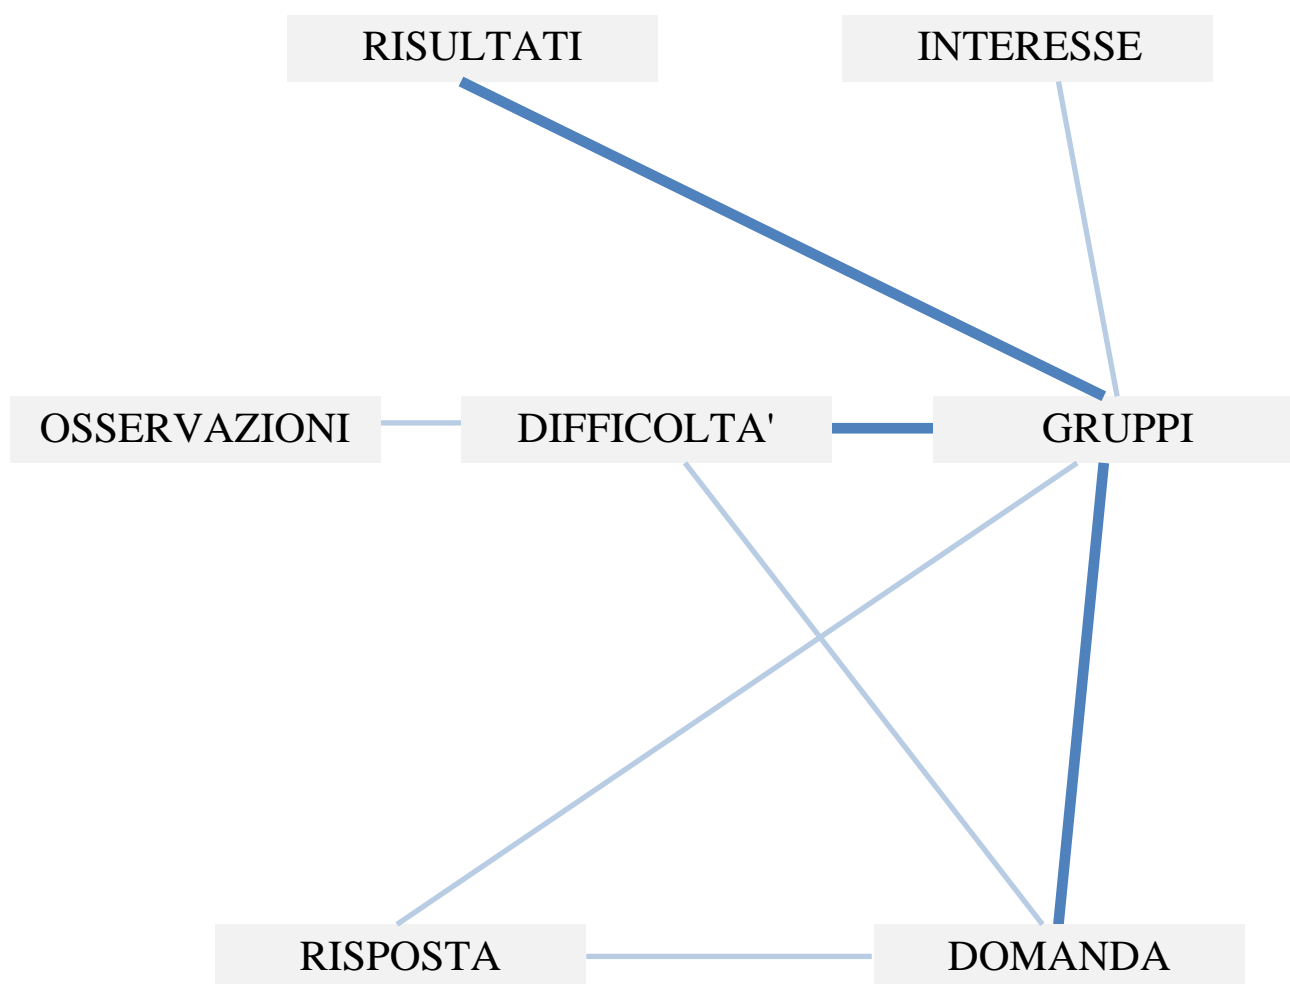 RISULTATI
INTERESSE
OSSERVAZIONI
DIFFICOLTA'
GRUPPI
RISPOSTA
DOMANDA